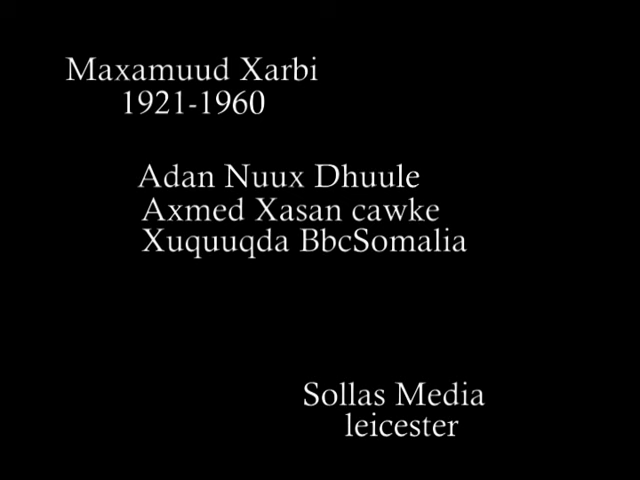 Maxamuud Xarbi
1921-1960
Adan Nuux Dhuule
Axmed Xasan cawke
Xuquuqda BbcSomalia
Sollas Media
leicester